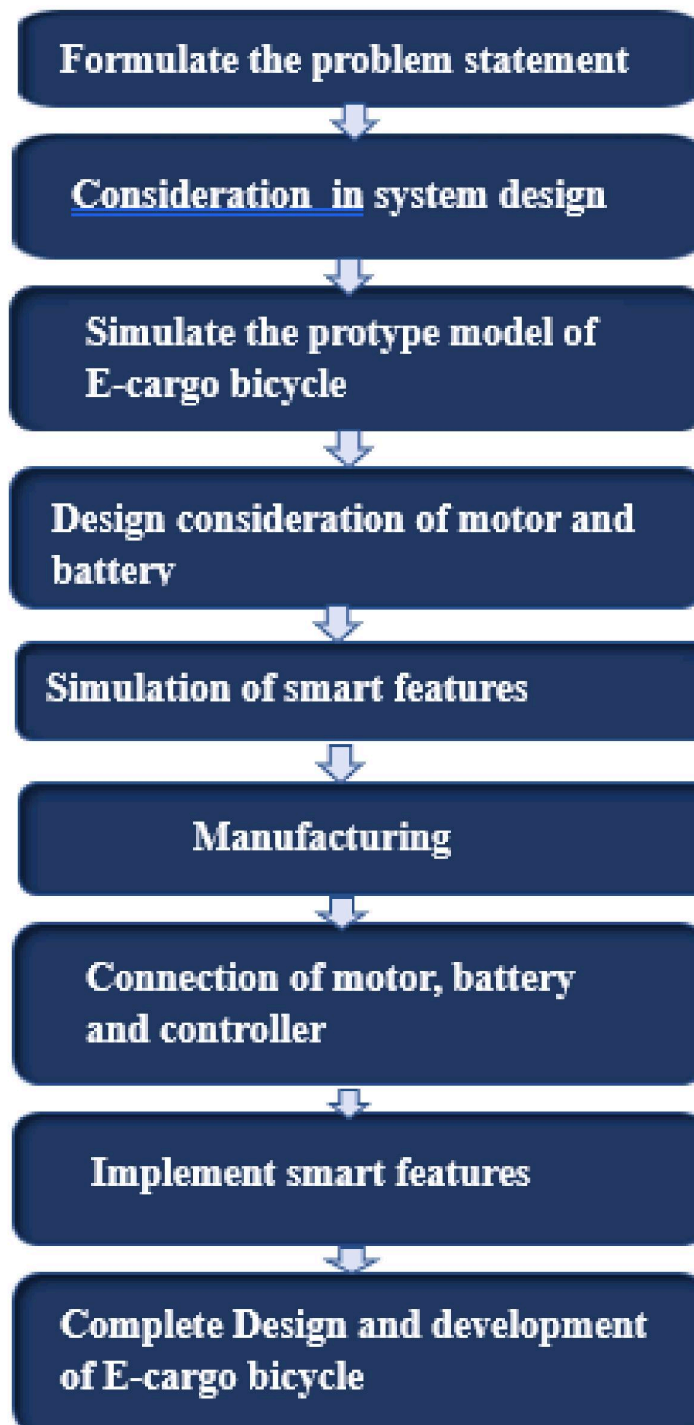 Formulate the problem statement
Consideration in system design
Simulate the protype model of
E-cargo bicycle
Design consideration of motor and
battery
Simulation of smart features
Manufacturing
Connection of motor, battery
and controller
Implement smart features
Complete Design and development
of E-cargo bicycle